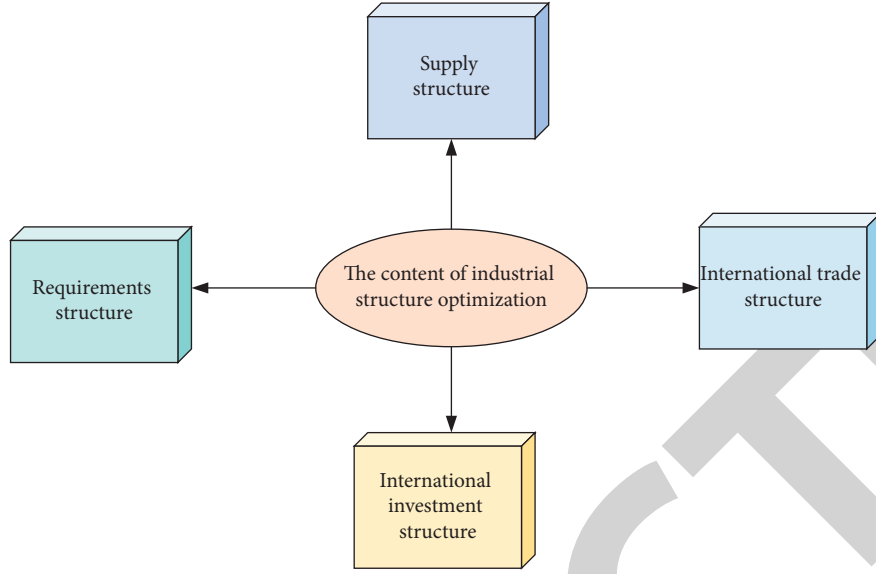 Supply
structure
Requirements
structure
The content of industrial
structure optimization
International trade
structure
International
investment
structure